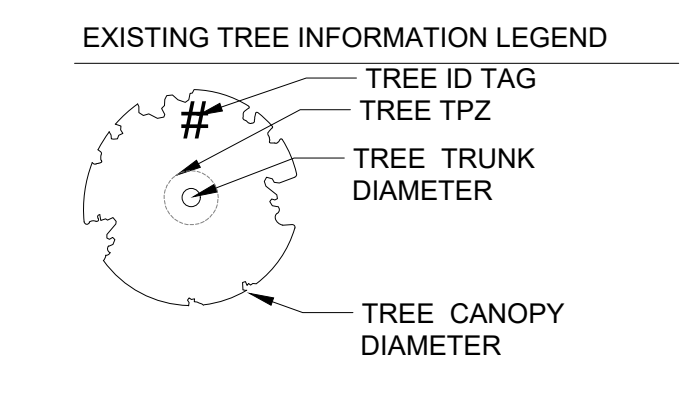 EXISTING TREE INFORMATION LEGEND
TREE ID TAG
#
TREE TPZ
TREE TRUNK
DIAMETER
TREE CANOPY
DIAMETER